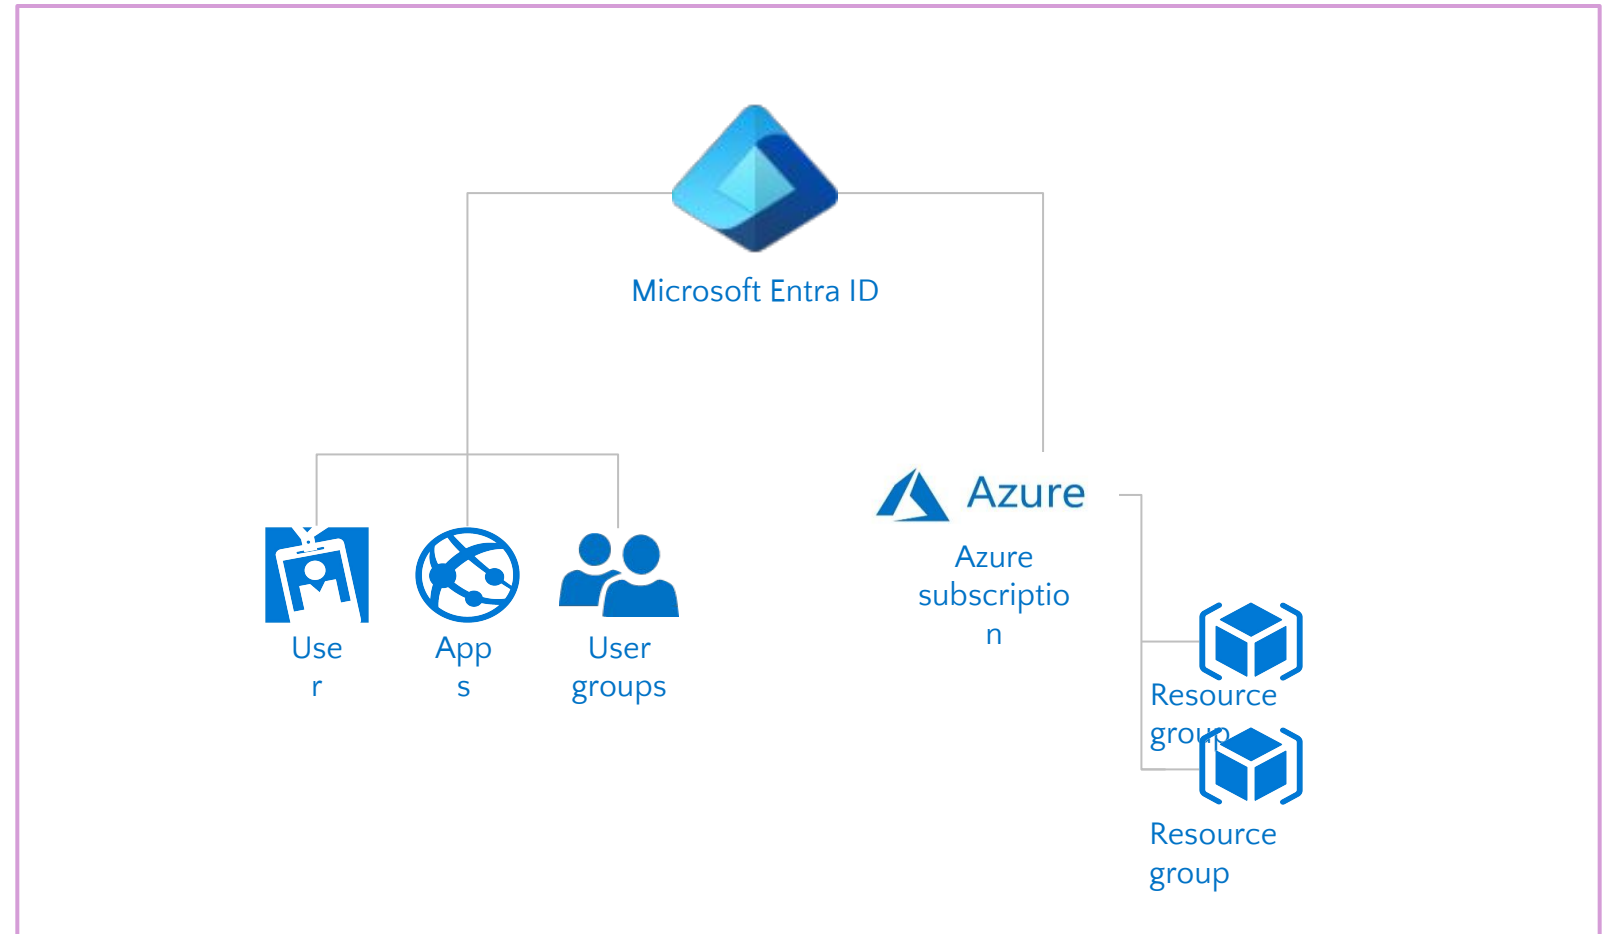 Microsoft Entra ID
Azure
Azure
subscriptio
n
Use
r
App
s
User
groups
Resource
group
Resource
group